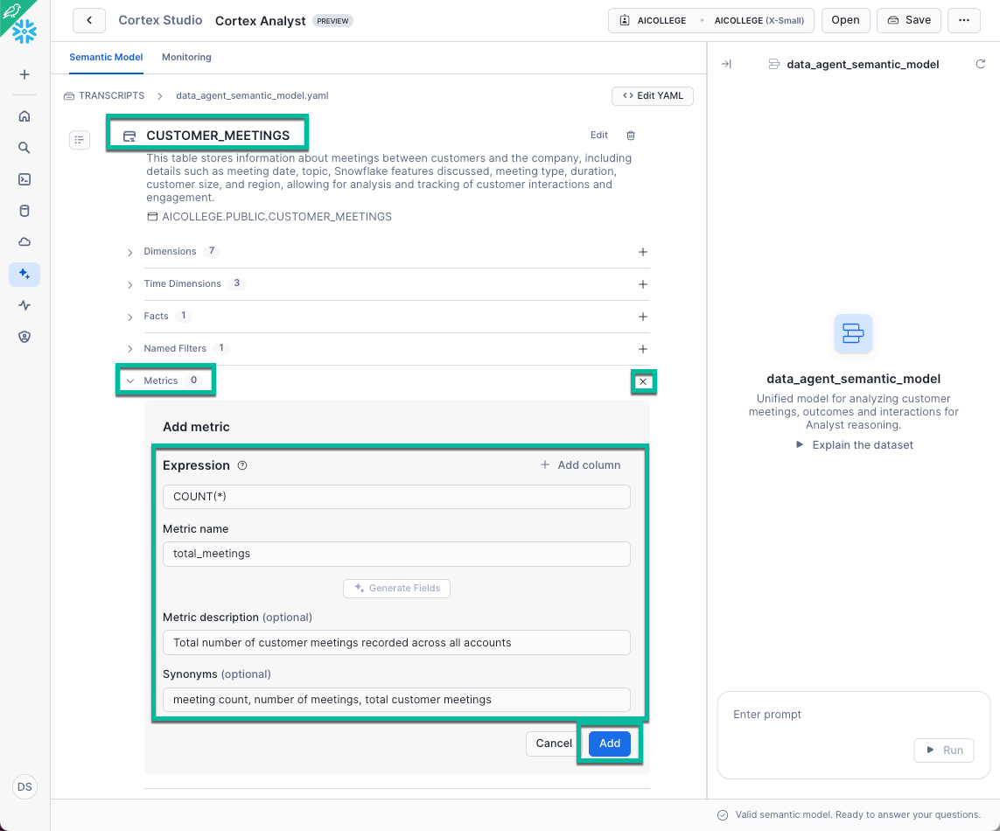 Cortex Studio Cortex Analyst PREVIEW
AICOLLEGE • AICOLLEGE (X-Small)
Open
Save
Semantic Model
Monitoring
TRANSCRIPTS > data_agent_semantic_model.yaml
<> Edit YAML
CUSTOMER_MEETINGS
Edit
This table stores information about meetings between customers and the company, including
details such as meeting date, topic, Snowflake features discussed, meeting type, duration,
customer size, and region, allowing for analysis and tracking of customer interactions and
engagement.
AICOLLEGE.PUBLIC.CUSTOMER_MEETINGS
Dimensions 7
Time Dimensions 3
Facts 1
Named Filters 1
Metrics 0
Add metric
Expression
+ Add column
COUNT(*)
Metric name
total_meetings
Generate Fields
Metric description (optional)
Total number of customer meetings recorded across all accounts
Synonyms (optional)
meeting count, number of meetings, total customer meetings
Cancel
Add
DS
data_agent_semantic_model
data_agent_semantic_model
Unified model for analyzing customer
meetings, outcomes and interactions for
Analyst reasoning.
Explain the dataset
Enter prompt
Run
Valid semantic model. Ready to answer your questions.